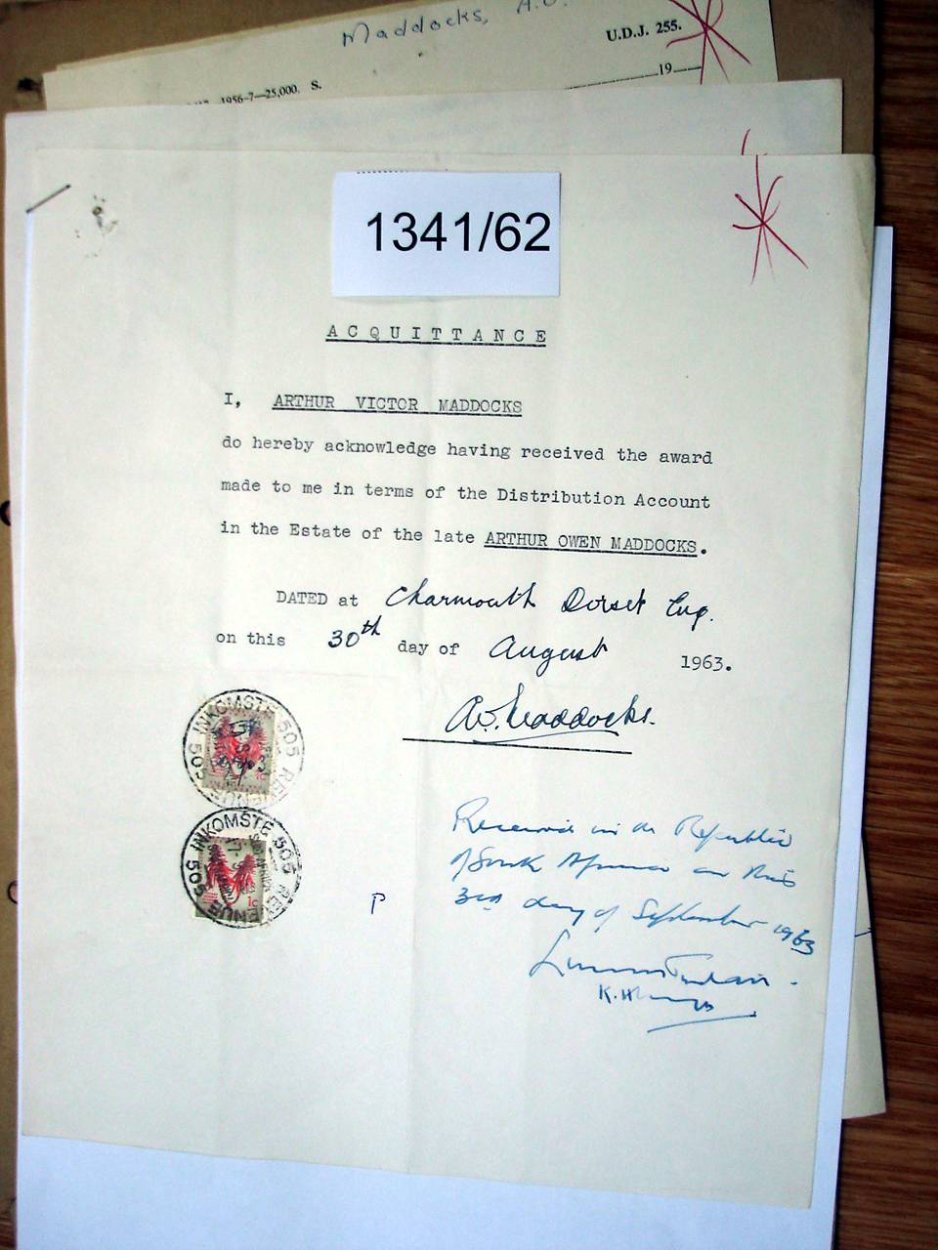 Maddocks, A.O.
U.D.J. 255.
1956-7—25,000. S.
19
1341/62
ACQUITTANCE
I, ARTHUR VICTOR MADDOCKS
do hereby acknowledge having received the award
made to me in terms of the Distribution Account
in the Estate of the late ARTHUR OWEN MADDOCKS.
DATED at Charmouth Dorset Eng.
on this 30th day of August 1963.
A.V. Maddocks.
INKOMSTE 505 REVENUE 505
1c
INKOMSTE 505 REVENUE 505
1c
Received in the Republic
of South Africa on this
3rd day of September 1963
P